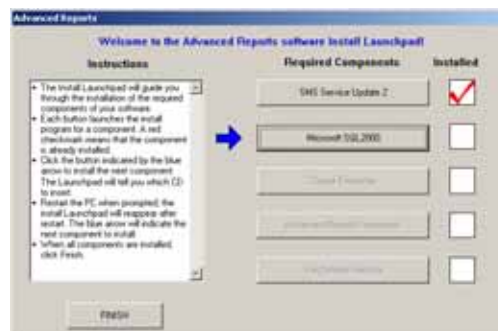 Advanced Reports
Welcome to the Advanced Reports software Install Launchpad!
Instructions
Required Components
Installed
• The Install Launchpad will guide you
through the installation of the required
components of your software.
• Each button launches the install
program for a component. A red
checkmark means that the component
is already installed.
• Click the button indicated by the blue
arrow to install the next component.
The Launchpad will tell you which CD
to insert.
• Restart the PC when prompted, the
install Launchpad will reappear after
restart. The blue arrow will indicate the
next component to install.
• When all components are installed,
click Finish.
SMS Service Update 2
Microsoft SQL2000
FINISH